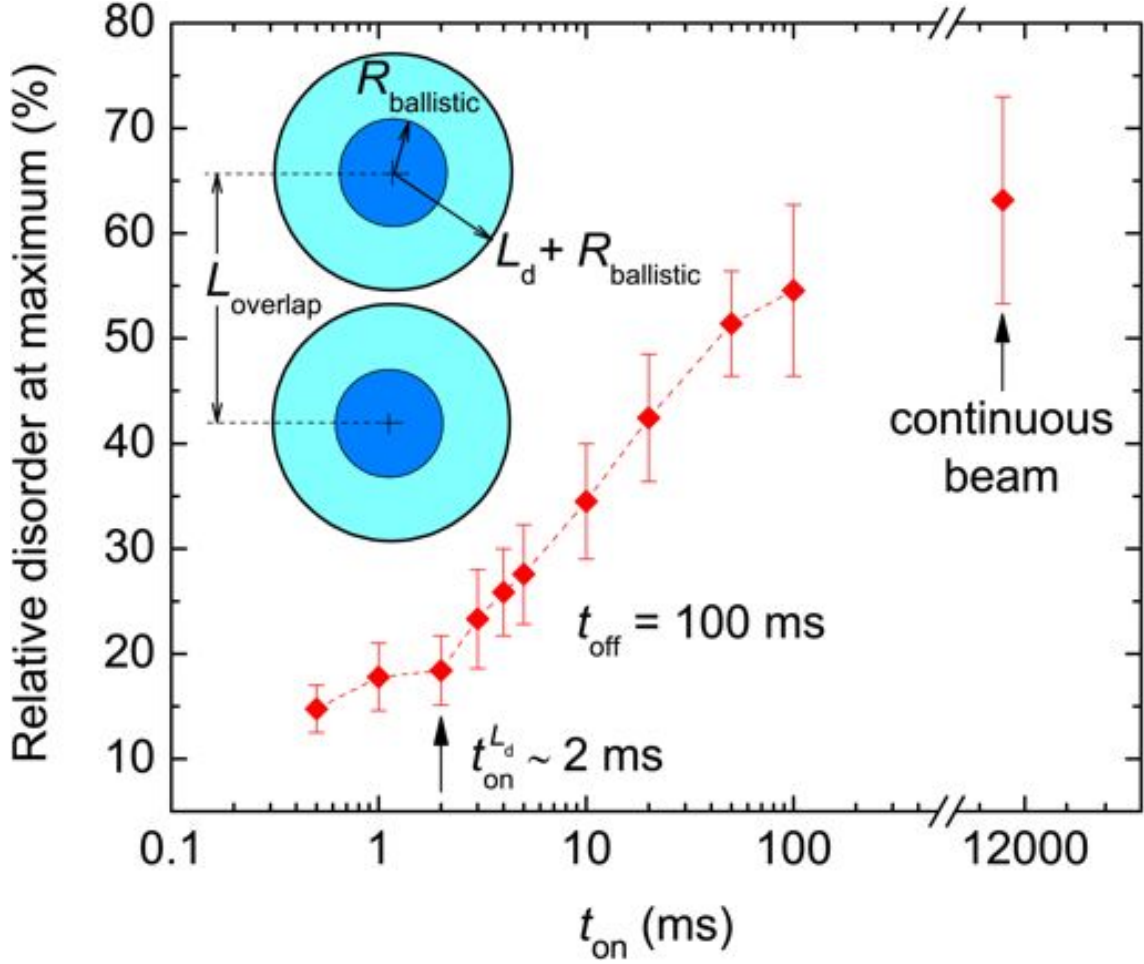 Relative disorder at maximum (%)
80
70
60
50
40
30
20
10
R_ballistic
L_d + R_ballistic
L_overlap
continuous
beam
t_off = 100 ms
t_on^{L_d} ~ 2 ms
0.1
1
10
100
12000
t_on (ms)